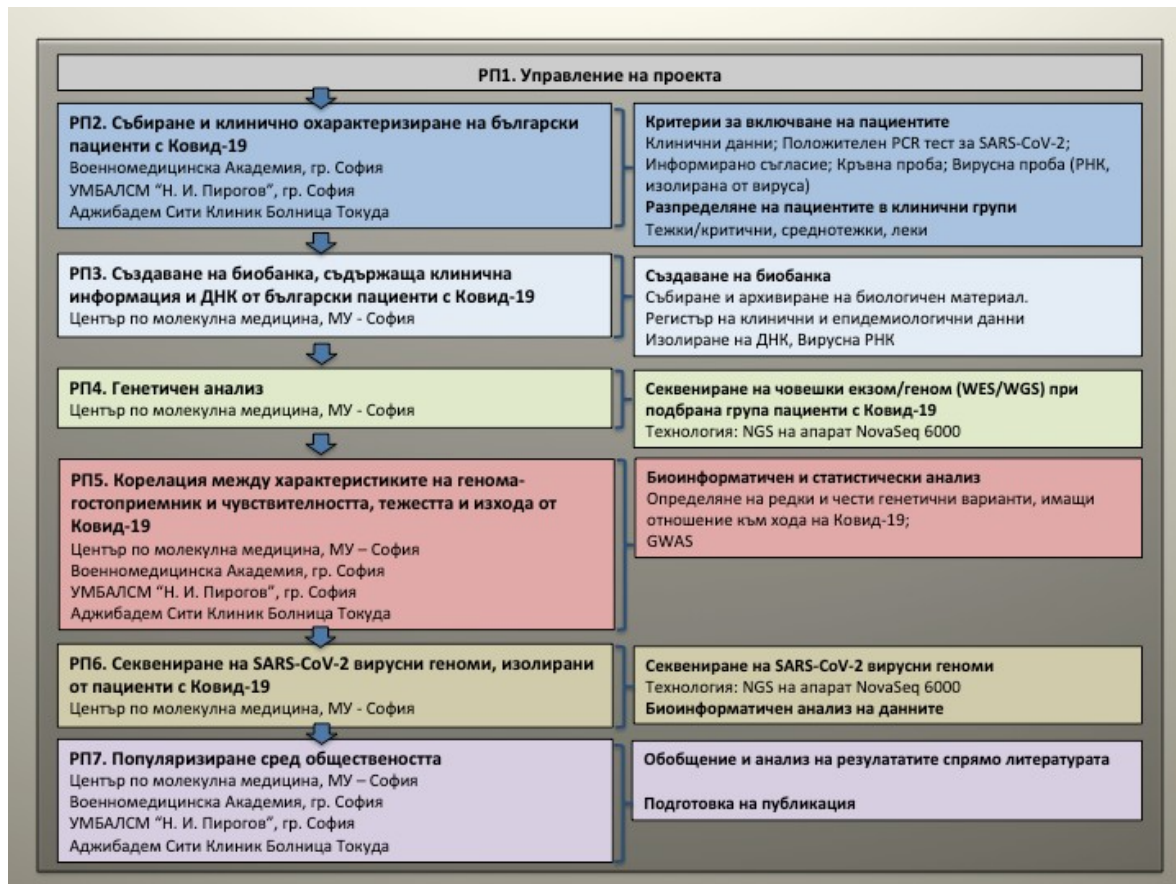 РП1. Управление на проекта
РП2. Събиране и клинично охарактеризиране на български
пациенти с Ковид-19
Военномедицинска Академия, гр. София
УМБАЛСМ “Н. И. Пирогов”, гр. София
Аджибадем Сити Клиник Болница Токуда
Критерии за включване на пациентите
Клинични данни; Положителен PCR тест за SARS-CoV-2;
Информирано съгласие; Кръвна проба; Вирусна проба (РНК,
изолирана от вируса)
Разпределяне на пациентите в клинични групи
Тежки/критични, среднотежки, леки
РП3. Създаване на биобанка, съдържаща клинична
информация и ДНК от български пациенти с Ковид-19
Център по молекулна медицина, МУ - София
Създаване на биобанка
Събиране и архивиране на биологичен материал.
Регистър на клинични и епидемиологични данни
Изолиране на ДНК, Вирусна РНК
РП4. Генетичен анализ
Център по молекулна медицина, МУ - София
Секвениране на човешки екзом/геном (WES/WGS) при
подбрана група пациенти с Ковид-19
Технология: NGS на апарат NovaSeq 6000
РП5. Корелация между характеристиките на генома-
гостоприемник и чувствителността, тежестта и изхода от
Ковид-19
Център по молекулна медицина, МУ – София
Военномедицинска Академия, гр. София
УМБАЛСМ “Н. И. Пирогов”, гр. София
Аджибадем Сити Клиник Болница Токуда
Биоинформатичен и статистически анализ
Определяне на редки и чести генетични варианти, имащи
отношение към хода на Ковид-19;
GWAS
РП6. Секвениране на SARS-CoV-2 вирусни геноми, изолирани
от пациенти с Ковид-19
Център по молекулна медицина, МУ - София
Секвениране на SARS-CoV-2 вирусни геноми
Технология: NGS на апарат NovaSeq 6000
Биоинформатичен анализ на данните
РП7. Популяризиране сред обществеността
Център по молекулна медицина, МУ – София
Военномедицинска Академия, гр. София
УМБАЛСМ “Н. И. Пирогов”, гр. София
Аджибадем Сити Клиник Болница Токуда
Обобщение и анализ на резулататите спрямо литературата
Подготовка на публикация